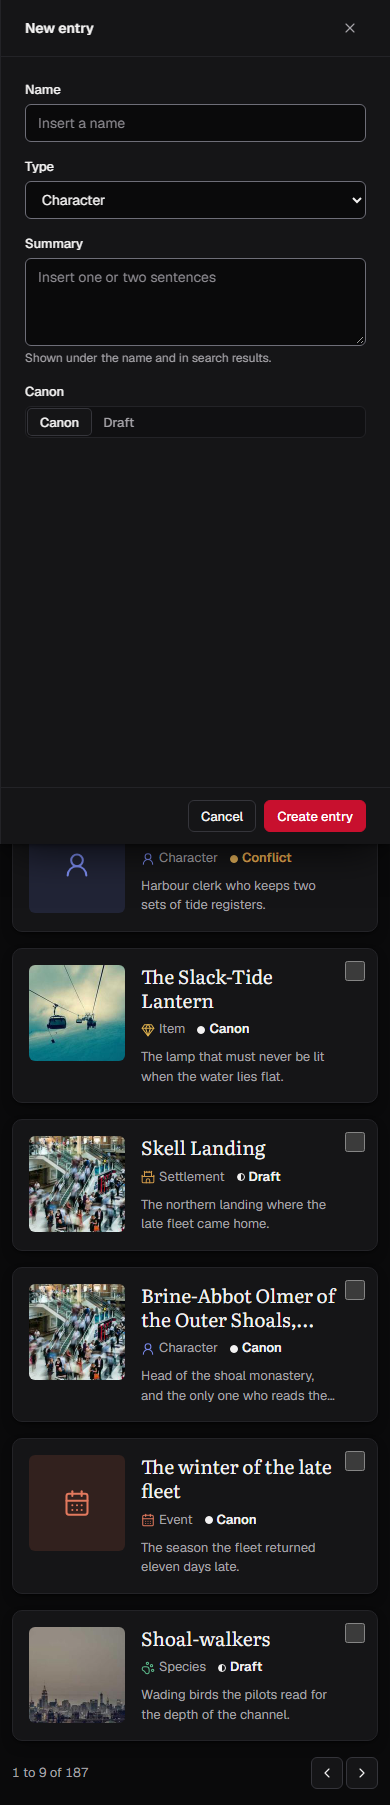 New entry
Name
Insert a name
Type
Character
Summary
Insert one or two sentences
Shown under the name and in search results.
Canon
Canon Draft
Cancel Create entry
Character Conflict
Harbour clerk who keeps two
sets of tide registers.
The Slack-Tide
Lantern
Item Canon
The lamp that must never be lit
when the water lies flat.
Skell Landing
Settlement Draft
The northern landing where the
late fleet came home.
Brine-Abbot Olmer of
the Outer Shoals,...
Character Canon
Head of the shoal monastery,
and the only one who reads the...
The winter of the late
fleet
Event Canon
The season the fleet returned
eleven days late.
Shoal-walkers
Species Draft
Wading birds the pilots read for
the depth of the channel.
1 to 9 of 187